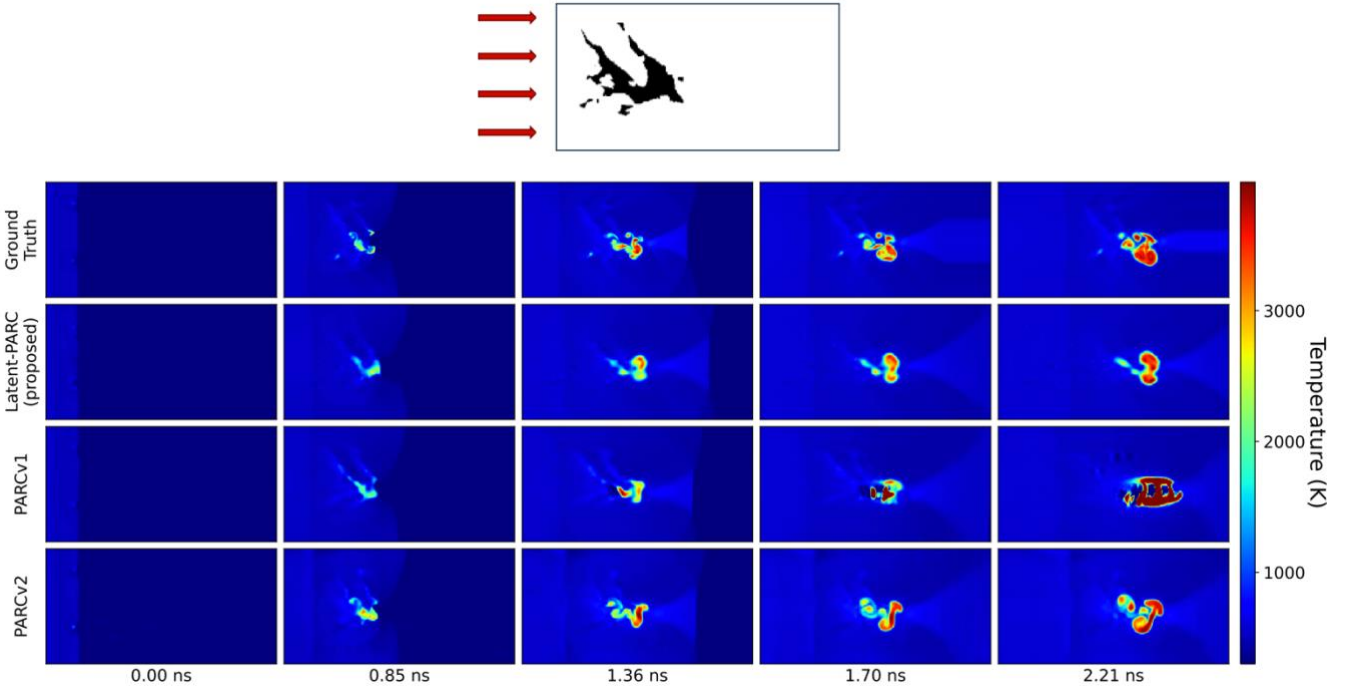 Ground
Truth
Latent-PARC
(proposed)
PARCv1
PARCv2
0.00 ns
0.85 ns
1.36 ns
1.70 ns
2.21 ns
3000
2000
1000
Temperature (K)